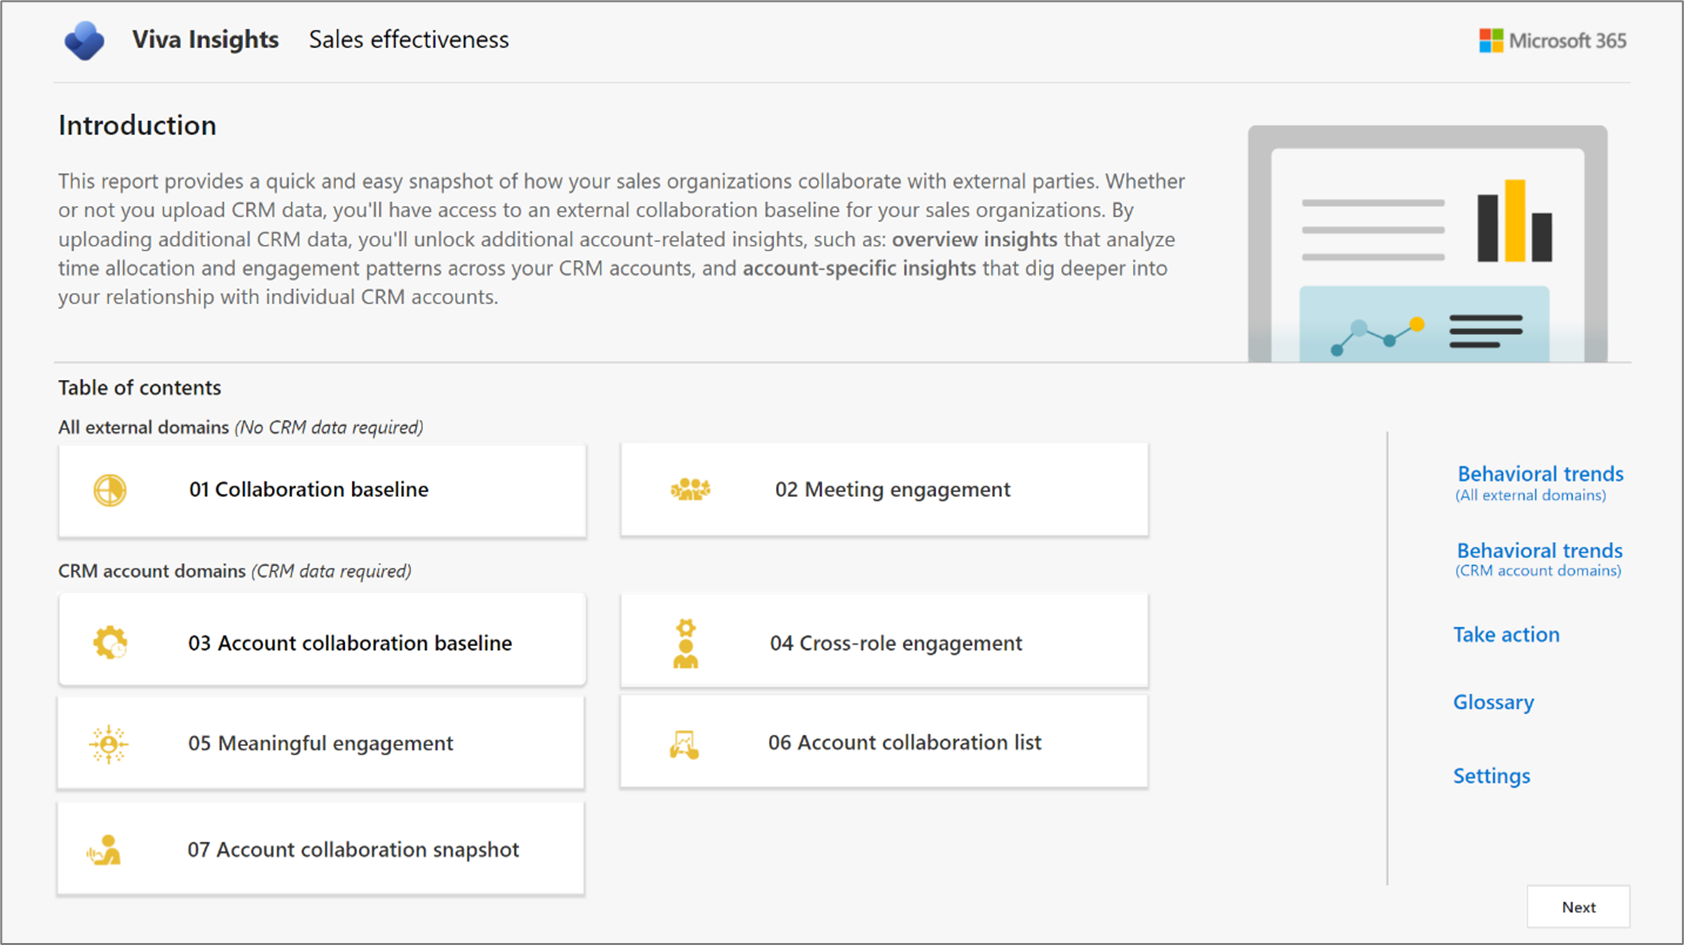 Viva Insights Sales effectiveness
Microsoft 365
Introduction
This report provides a quick and easy snapshot of how your sales organizations collaborate with external parties. Whether
or not you upload CRM data, you'll have access to an external collaboration baseline for your sales organizations. By
uploading additional CRM data, you'll unlock additional account-related insights, such as: overview insights that analyze
time allocation and engagement patterns across your CRM accounts, and account-specific insights that dig deeper into
your relationship with individual CRM accounts.
Table of contents
All external domains (No CRM data required)
01 Collaboration baseline
02 Meeting engagement
CRM account domains (CRM data required)
03 Account collaboration baseline
04 Cross-role engagement
05 Meaningful engagement
06 Account collaboration list
07 Account collaboration snapshot
Behavioral trends
(All external domains)
Behavioral trends
(CRM account domains)
Take action
Glossary
Settings
Next